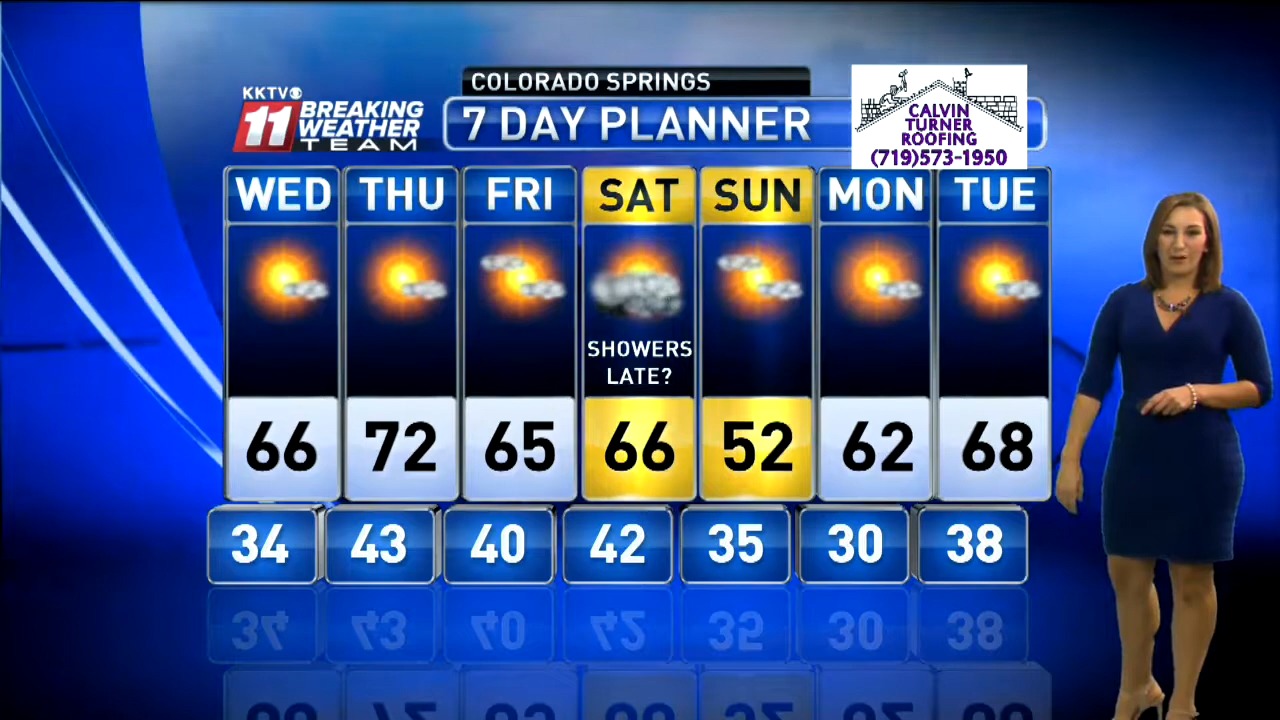 COLORADO SPRINGS
KKTV
11 BREAKING
WEATHER
TEAM
7 DAY PLANNER
CALVIN
TURNER
ROOFING
(719)573-1950
WED THU FRI SAT SUN MON TUE
SHOWERS
LATE?
66 72 65 66 52 62 68
34 43 40 42 35 30 38